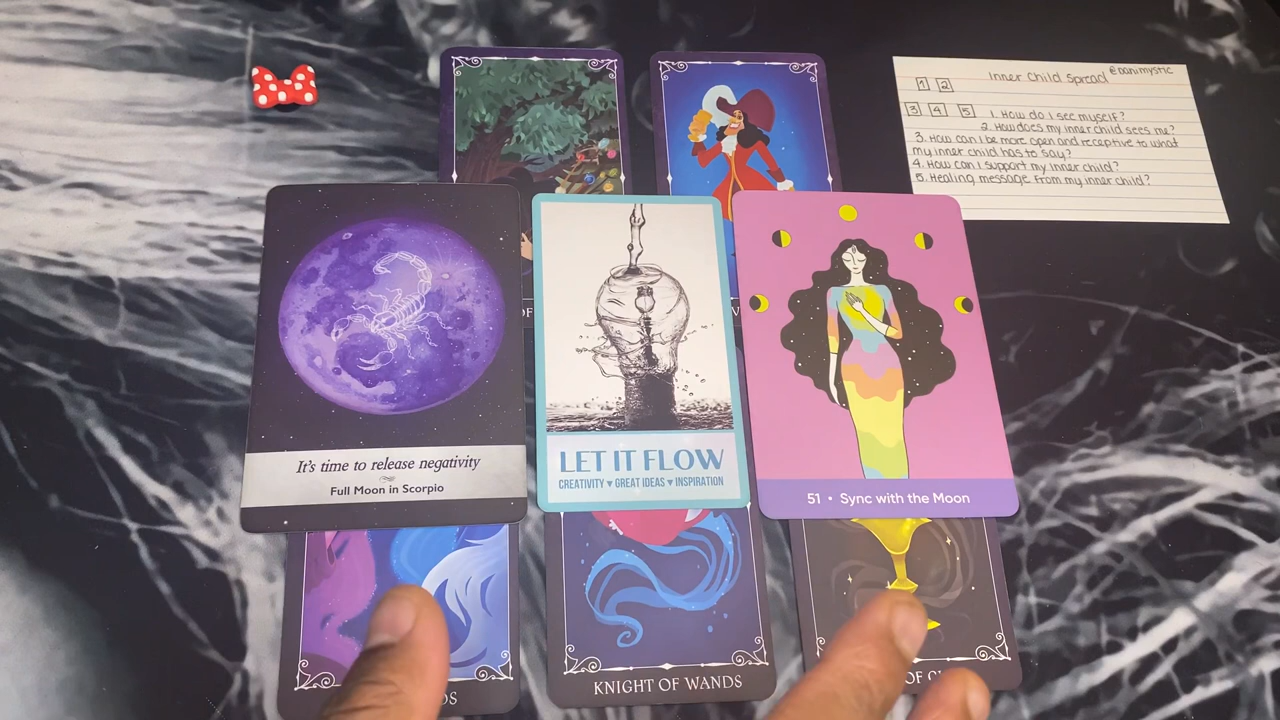 Inner Child Spread @danimystic
1 2
3 4 5 1. How do I see myself?
2. How does my inner child sees me?
3. How can I be more open and receptive to what
my inner child has to say?
4. How can I support my inner child?
5. Healing message from my inner child?
It's time to release negativity
Full Moon in Scorpio
LET IT FLOW
CREATIVITY ♥ GREAT IDEAS ♥ INSPIRATION
51 • Sync with the Moon
KNIGHT OF WANDS
OF